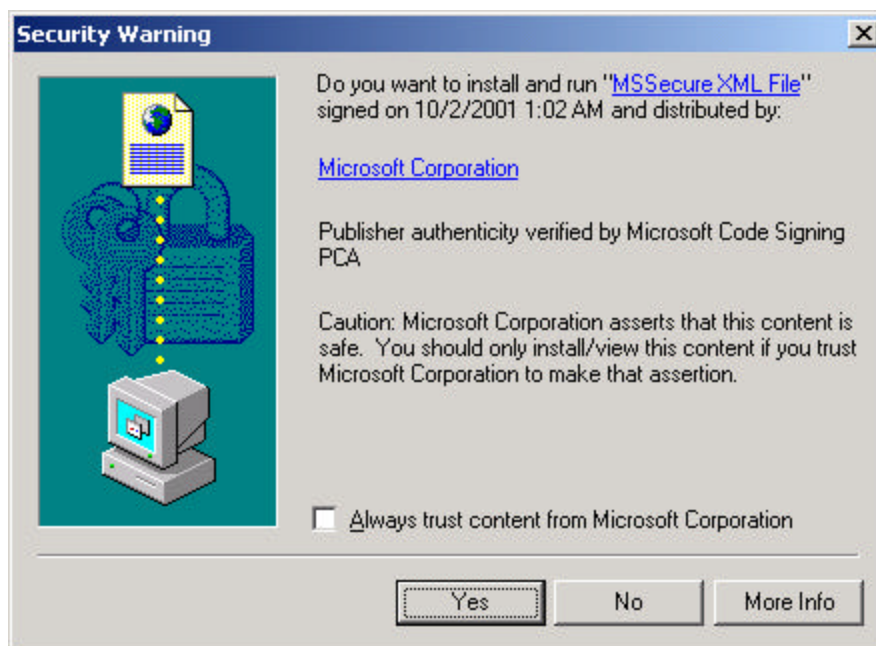 Security Warning
Do you want to install and run "MSSecure XML File"
signed on 10/2/2001 1:02 AM and distributed by:
Microsoft Corporation
Publisher authenticity verified by Microsoft Code Signing
PCA
Caution: Microsoft Corporation asserts that this content is
safe. You should only install/view this content if you trust
Microsoft Corporation to make that assertion.
Always trust content from Microsoft Corporation
Yes No More Info